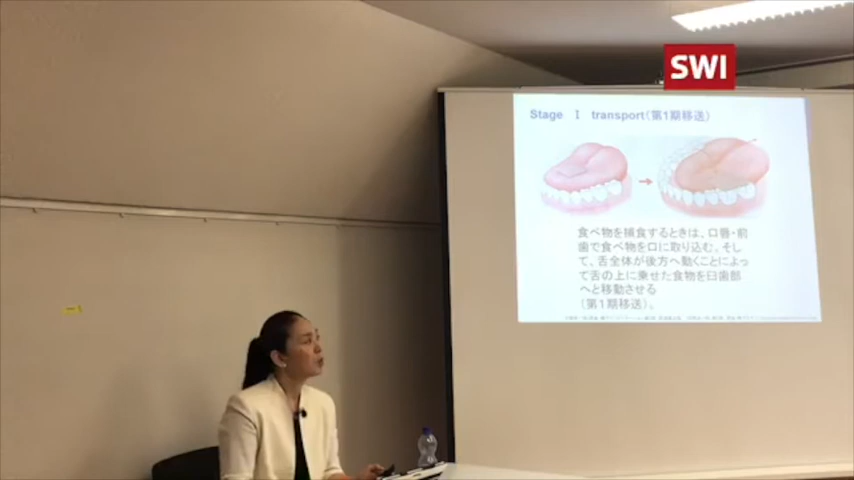 SWI
Stage Ⅰ transport(第1期移送)
食べ物を捕食するときは、口唇・前
歯で食べ物を口に取り込む。そし
て、舌全体が後方へ動くことによっ
て舌の上に乗せた食物を臼歯部
へと移動させる
(第1期移送)。